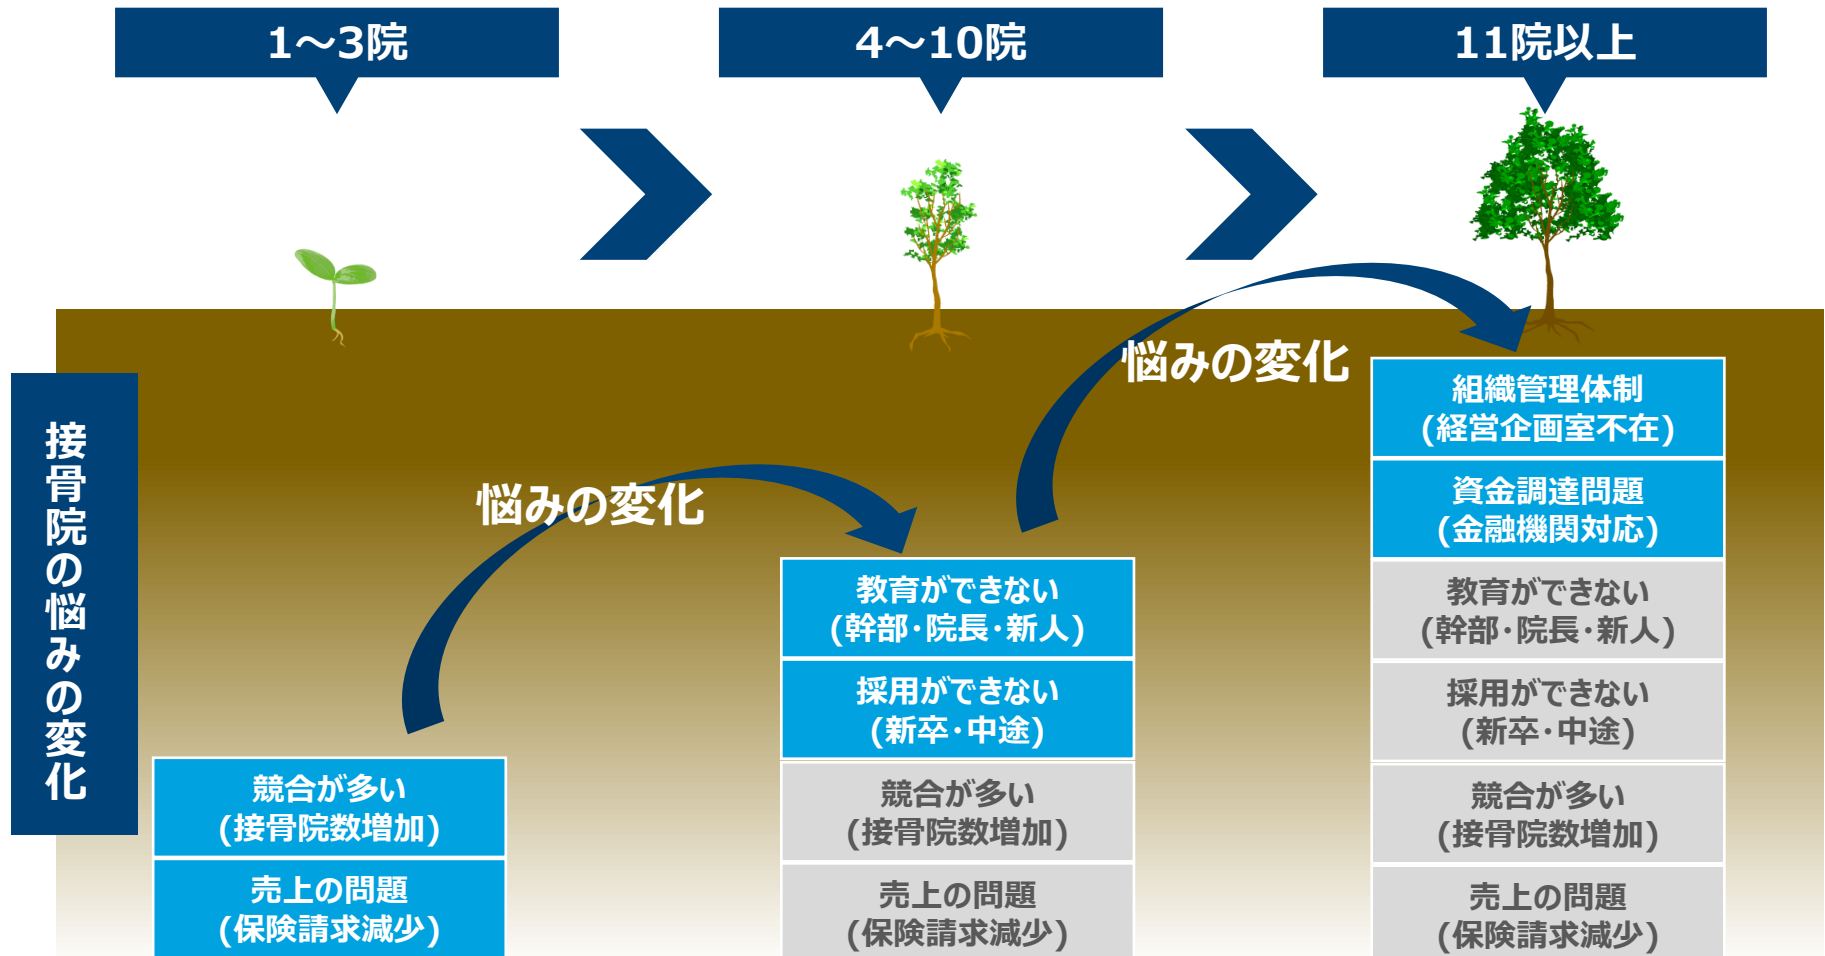 1～3院
4～10院
11院以上
接骨院の悩みの変化
悩みの変化
悩みの変化
競合が多い
(接骨院数増加)
売上の問題
(保険請求減少)
教育ができない
(幹部・院長・新人)
採用ができない
(新卒・中途)
競合が多い
(接骨院数増加)
売上の問題
(保険請求減少)
組織管理体制
(経営企画室不在)
資金調達問題
(金融機関対応)
教育ができない
(幹部・院長・新人)
採用ができない
(新卒・中途)
競合が多い
(接骨院数増加)
売上の問題
(保険請求減少)